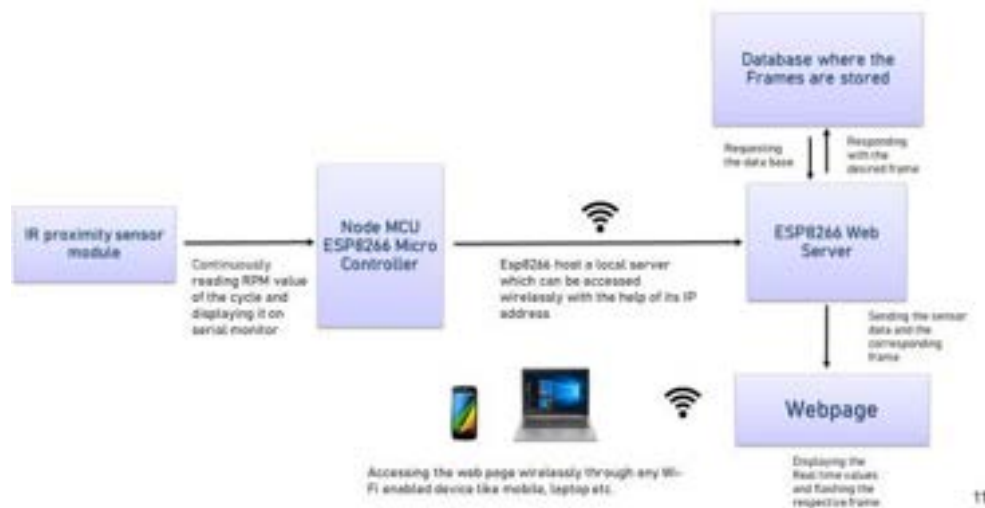 Database where the
Frames are stored
Requesting
the data base
Responding
with the
desired frame
IR proximity sensor
module
Continuously
reading RPM value
of the cycle and
displaying it on
serial monitor
Node MCU
ESP8266 Micro
Controller
Esp8266 host a local server
which can be accessed
wirelessly with the help of its IP
address
ESP8266 Web
Server
Sending the sensor
data and the
corresponding
frame
Webpage
Displaying the
Real time values
and flashing the
respective frame
Accessing the web page wirelessly through any Wi-
Fi enabled device like mobile, laptop etc.
11